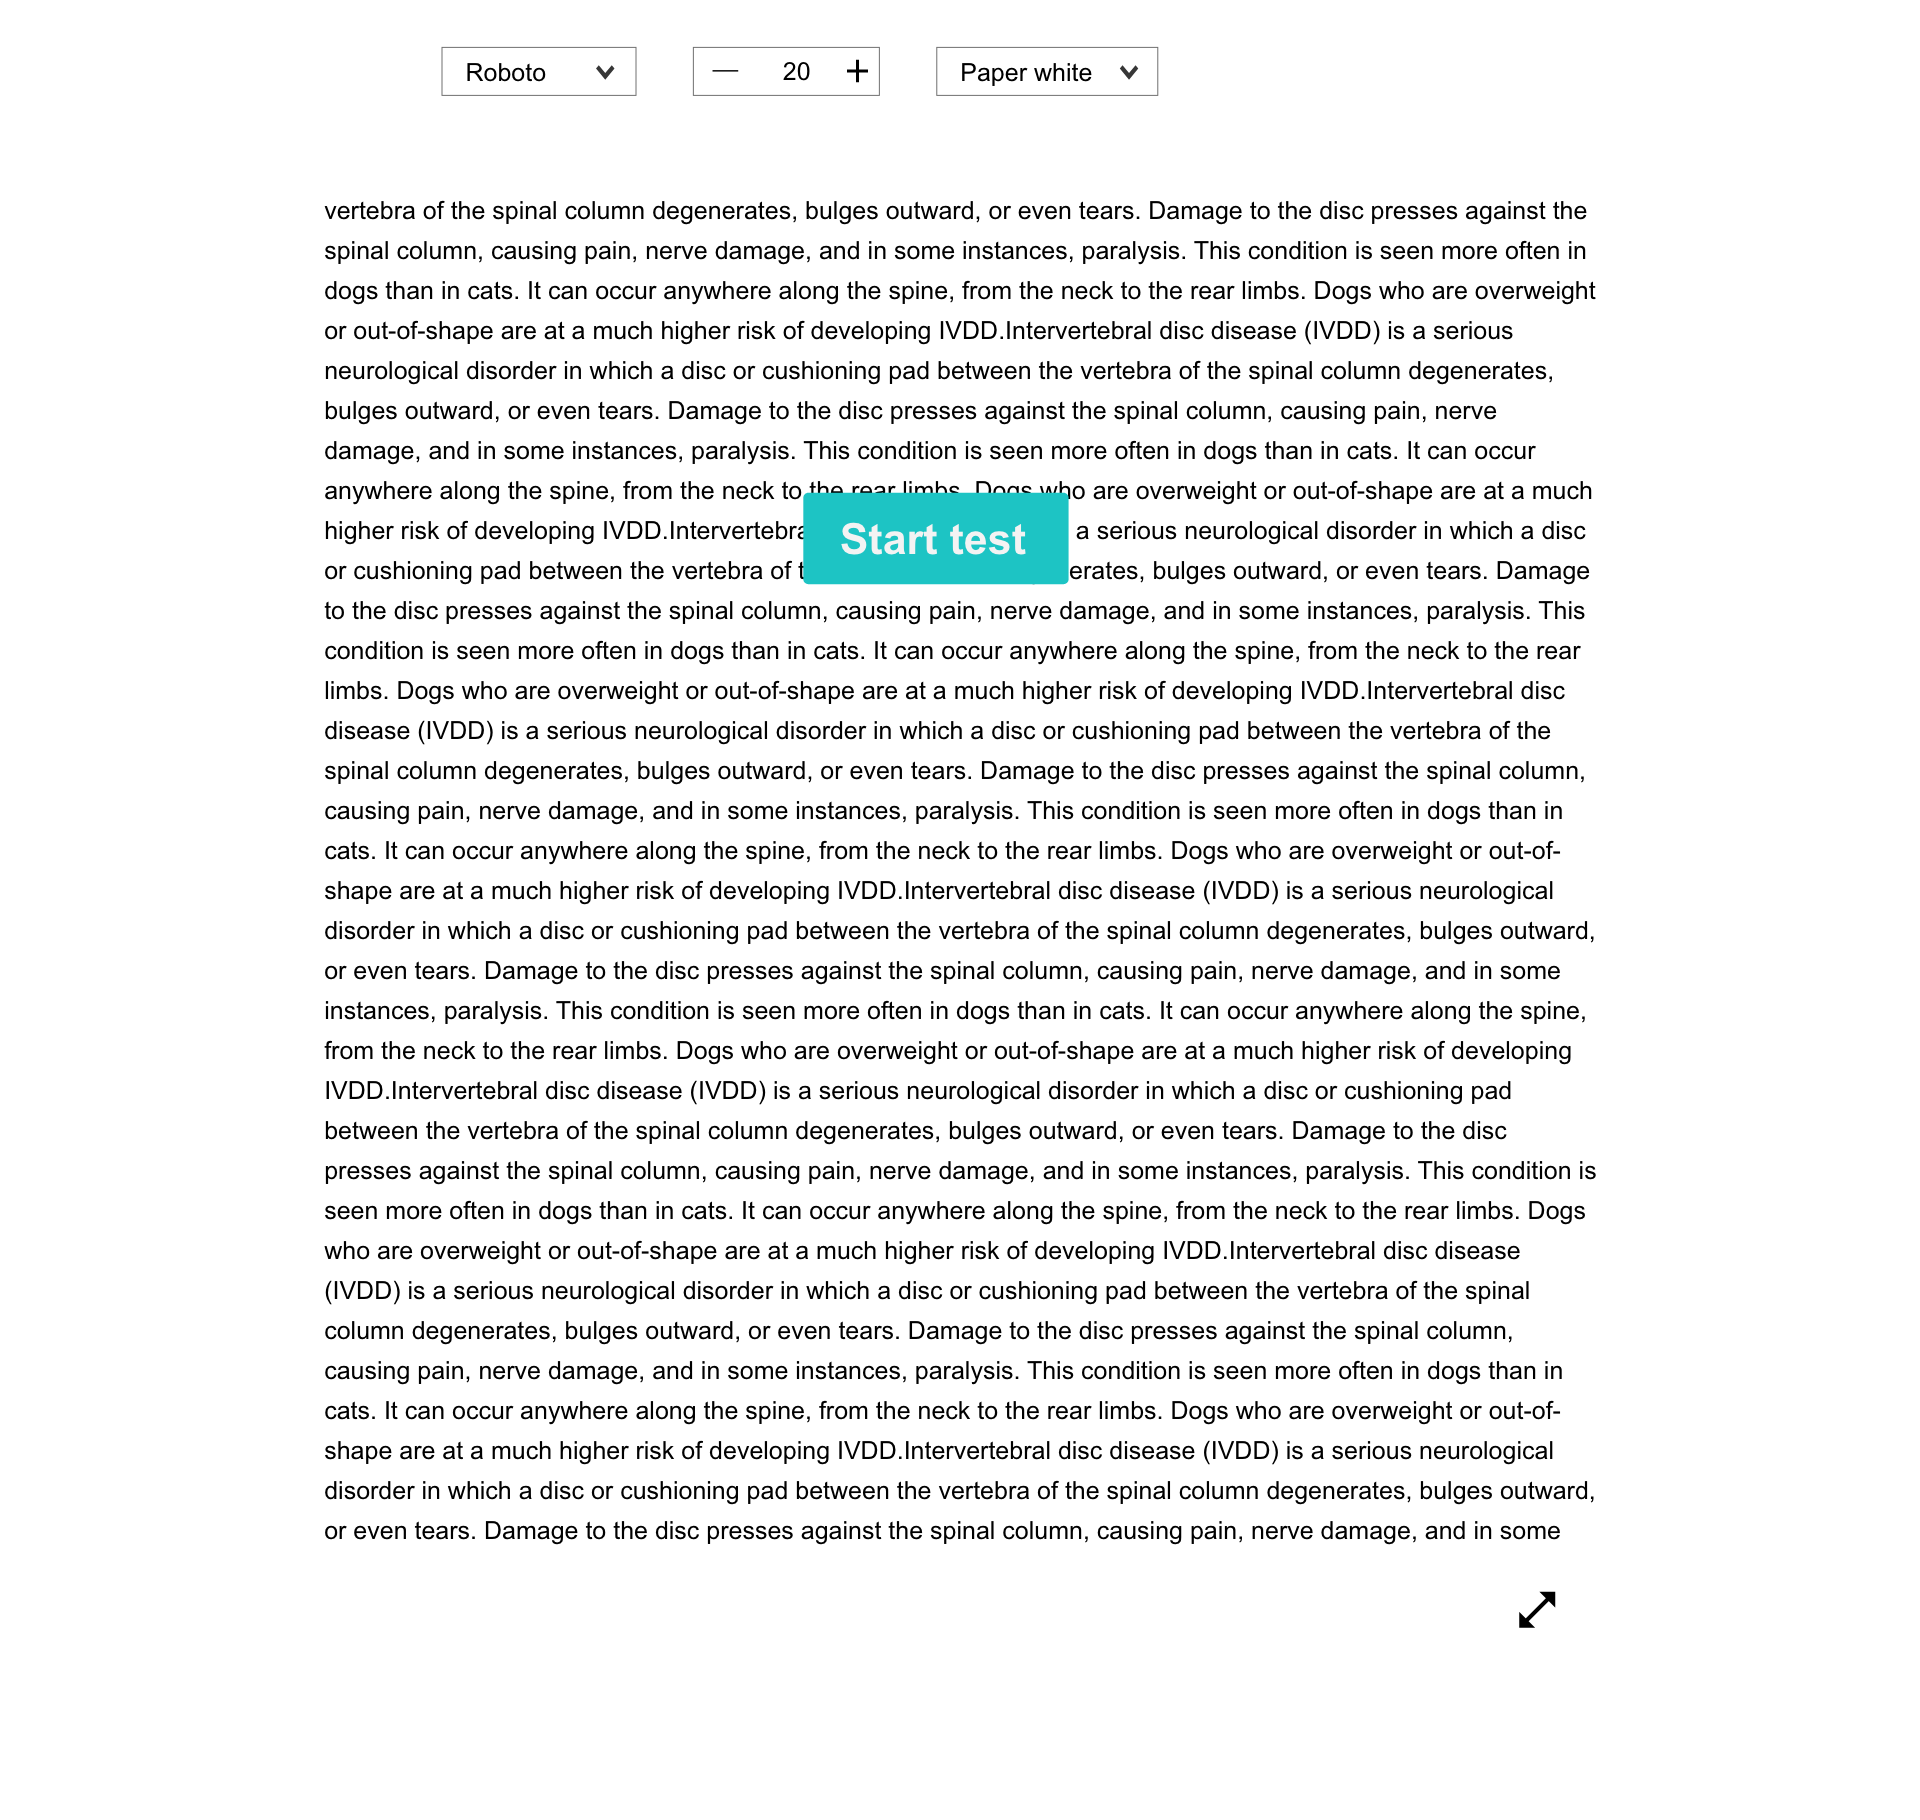 Roboto
20
Paper white
vertebra of the spinal column degenerates, bulges outward, or even tears. Damage to the disc presses against the
spinal column, causing pain, nerve damage, and in some instances, paralysis. This condition is seen more often in
dogs than in cats. It can occur anywhere along the spine, from the neck to the rear limbs. Dogs who are overweight
or out-of-shape are at a much higher risk of developing IVDD.Intervertebral disc disease (IVDD) is a serious
neurological disorder in which a disc or cushioning pad between the vertebra of the spinal column degenerates,
bulges outward, or even tears. Damage to the disc presses against the spinal column, causing pain, nerve
damage, and in some instances, paralysis. This condition is seen more often in dogs than in cats. It can occur
anywhere along the spine, from the neck to the rear limbs. Dogs who are overweight or out-of-shape are at a much
higher risk of developing IVDD.Intervertebra a serious neurological disorder in which a disc
Start test
or cushioning pad between the vertebra of erates, bulges outward, or even tears. Damage
to the disc presses against the spinal column, causing pain, nerve damage, and in some instances, paralysis. This
condition is seen more often in dogs than in cats. It can occur anywhere along the spine, from the neck to the rear
limbs. Dogs who are overweight or out-of-shape are at a much higher risk of developing IVDD.Intervertebral disc
disease (IVDD) is a serious neurological disorder in which a disc or cushioning pad between the vertebra of the
spinal column degenerates, bulges outward, or even tears. Damage to the disc presses against the spinal column,
causing pain, nerve damage, and in some instances, paralysis. This condition is seen more often in dogs than in
cats. It can occur anywhere along the spine, from the neck to the rear limbs. Dogs who are overweight or out-of-
shape are at a much higher risk of developing IVDD.Intervertebral disc disease (IVDD) is a serious neurological
disorder in which a disc or cushioning pad between the vertebra of the spinal column degenerates, bulges outward,
or even tears. Damage to the disc presses against the spinal column, causing pain, nerve damage, and in some
instances, paralysis. This condition is seen more often in dogs than in cats. It can occur anywhere along the spine,
from the neck to the rear limbs. Dogs who are overweight or out-of-shape are at a much higher risk of developing
IVDD.Intervertebral disc disease (IVDD) is a serious neurological disorder in which a disc or cushioning pad
between the vertebra of the spinal column degenerates, bulges outward, or even tears. Damage to the disc
presses against the spinal column, causing pain, nerve damage, and in some instances, paralysis. This condition is
seen more often in dogs than in cats. It can occur anywhere along the spine, from the neck to the rear limbs. Dogs
who are overweight or out-of-shape are at a much higher risk of developing IVDD.Intervertebral disc disease
(IVDD) is a serious neurological disorder in which a disc or cushioning pad between the vertebra of the spinal
column degenerates, bulges outward, or even tears. Damage to the disc presses against the spinal column,
causing pain, nerve damage, and in some instances, paralysis. This condition is seen more often in dogs than in
cats. It can occur anywhere along the spine, from the neck to the rear limbs. Dogs who are overweight or out-of-
shape are at a much higher risk of developing IVDD.Intervertebral disc disease (IVDD) is a serious neurological
disorder in which a disc or cushioning pad between the vertebra of the spinal column degenerates, bulges outward,
or even tears. Damage to the disc presses against the spinal column, causing pain, nerve damage, and in some